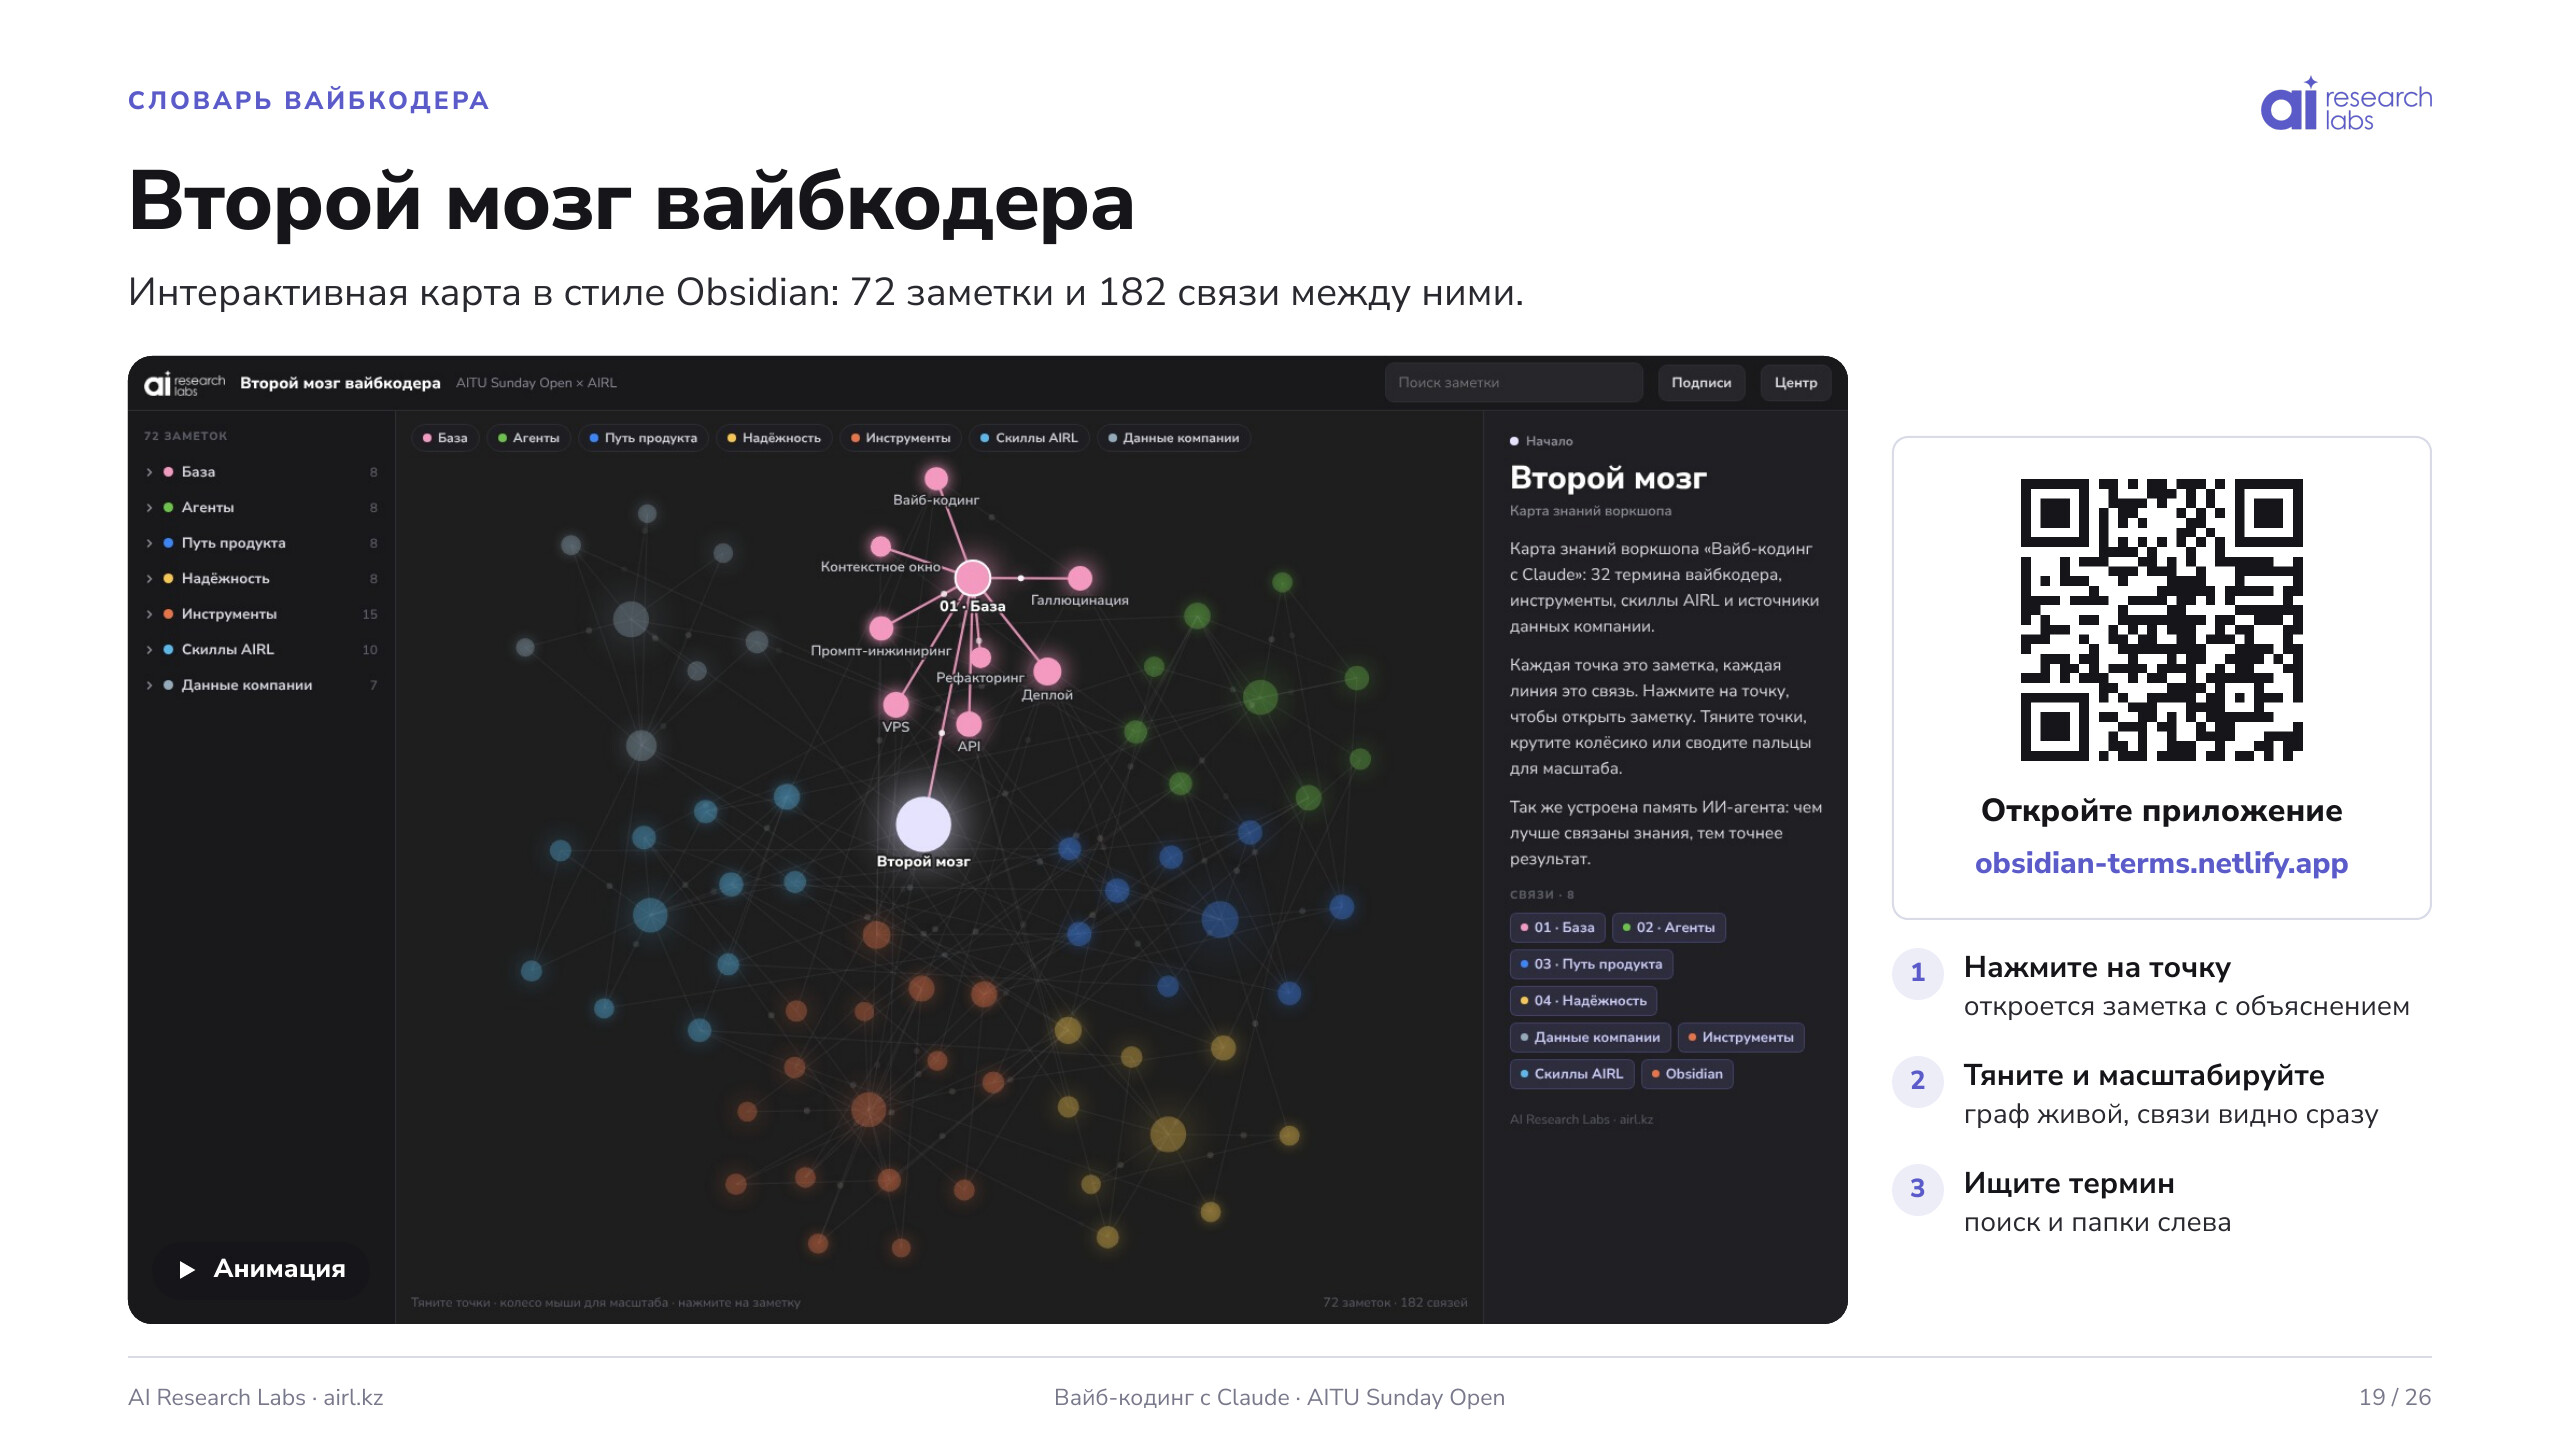 СЛОВАРЬ ВАЙБКОДЕРА
ai research labs
Второй мозг вайбкодера
Интерактивная карта в стиле Obsidian: 72 заметки и 182 связи между ними.
ai research labs
Второй мозг вайбкодера
AITU Sunday Open × AIRL
Поиск заметки
Подписи
Центр
72 ЗАМЕТОК
База 8
Агенты 8
Путь продукта 8
Надёжность 8
Инструменты 15
Скиллы AIRL 10
Данные компании 7
Анимация
База
Агенты
Путь продукта
Надёжность
Инструменты
Скиллы AIRL
Данные компании
Вайб-кодинг
Контекстное окно
01 · База
Галлюцинация
Промпт-инжиниринг
Рефакторинг
Деплой
VPS
API
Второй мозг
Тяните точки · колесо мыши для масштаба · нажмите на заметку
72 заметок · 182 связей
Начало
Второй мозг
Карта знаний воркшопа
Карта знаний воркшопа «Вайб-кодинг
с Claude»: 32 термина вайбкодера,
инструменты, скиллы AIRL и источники
данных компании.
Каждая точка это заметка, каждая
линия это связь. Нажмите на точку,
чтобы открыть заметку. Тяните точки,
крутите колёсико или сводите пальцы
для масштаба.
Так же устроена память ИИ-агента: чем
лучше связаны знания, тем точнее
результат.
СВЯЗИ · 8
01 · База
02 · Агенты
03 · Путь продукта
04 · Надёжность
Данные компании
Инструменты
Скиллы AIRL
Obsidian
AI Research Labs · airl.kz
Откройте приложение
obsidian-terms.netlify.app
1 Нажмите на точку
откроется заметка с объяснением
2 Тяните и масштабируйте
граф живой, связи видно сразу
3 Ищите термин
поиск и папки слева
AI Research Labs · airl.kz
Вайб-кодинг с Claude · AITU Sunday Open
19 / 26